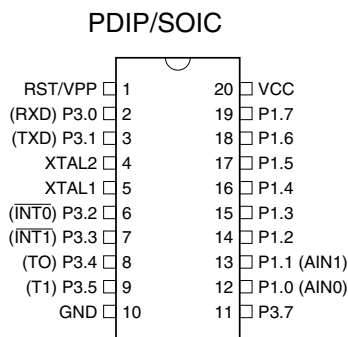 PDIP/SOIC
RST/VPP 1 20 VCC
(RXD) P3.0 2 19 P1.7
(TXD) P3.1 3 18 P1.6
XTAL2 4 17 P1.5
XTAL1 5 16 P1.4
(I̅N̅T̅0̅) P3.2 6 15 P1.3
(I̅N̅T̅1̅) P3.3 7 14 P1.2
(TO) P3.4 8 13 P1.1 (AIN1)
(T1) P3.5 9 12 P1.0 (AIN0)
GND 10 11 P3.7